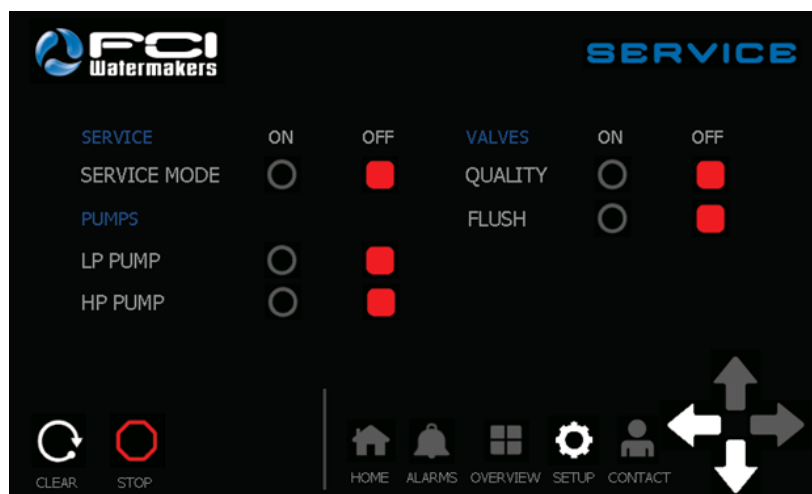 FCI
Watermakers
SERVICE
SERVICE ON OFF VALVES ON OFF
SERVICE MODE QUALITY
PUMPS FLUSH
LP PUMP
HP PUMP
CLEAR STOP HOME ALARMS OVERVIEW SETUP CONTACT